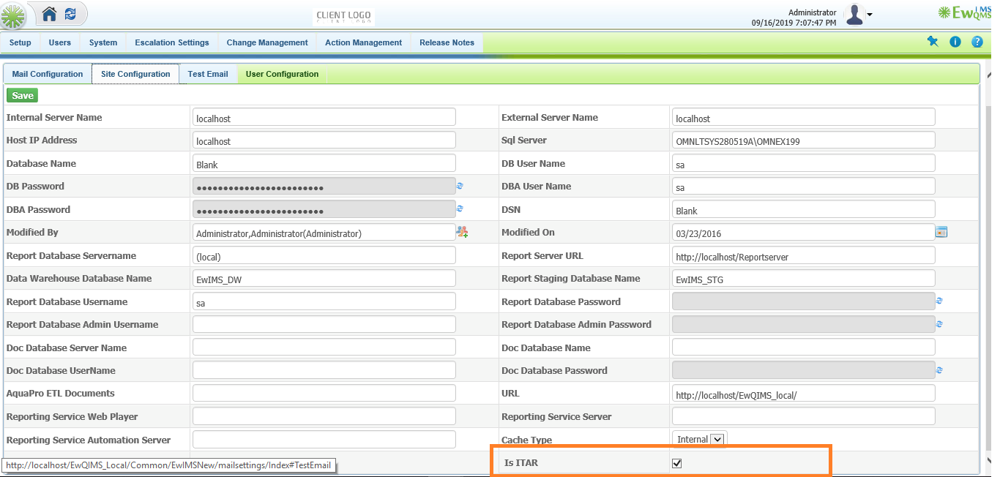 CLIENT LOGO
CLIENT LOGO
Administrator
09/16/2019 7:07:47 PM
EwQIMS
Setup Users System Escalation Settings Change Management Action Management Release Notes
Mail Configuration Site Configuration Test Email User Configuration
Save
Internal Server Name localhost External Server Name localhost
Host IP Address localhost Sql Server OMNLTSYS280519A\OMNEX199
Database Name Blank DB User Name sa
DB Password DBA User Name sa
DBA Password DSN Blank
Modified By Administrator,Administrator(Administrator) Modified On 03/23/2016
Report Database Servername (local) Report Server URL http://localhost/Reportserver
Data Warehouse Database Name EwIMS_DW Report Staging Database Name EwIMS_STG
Report Database Username sa Report Database Password
Report Database Admin Username Report Database Admin Password
Doc Database Server Name Doc Database Name
Doc Database UserName Doc Database Password
AquaPro ETL Documents URL http://localhost/EwQIMS_local/
Reporting Service Web Player Reporting Service Server
Reporting Service Automation Server Cache Type Internal
http://localhost/EwQIMS_Local/Common/EwIMSNew/mailsettings/Index#TestEmail Is ITAR